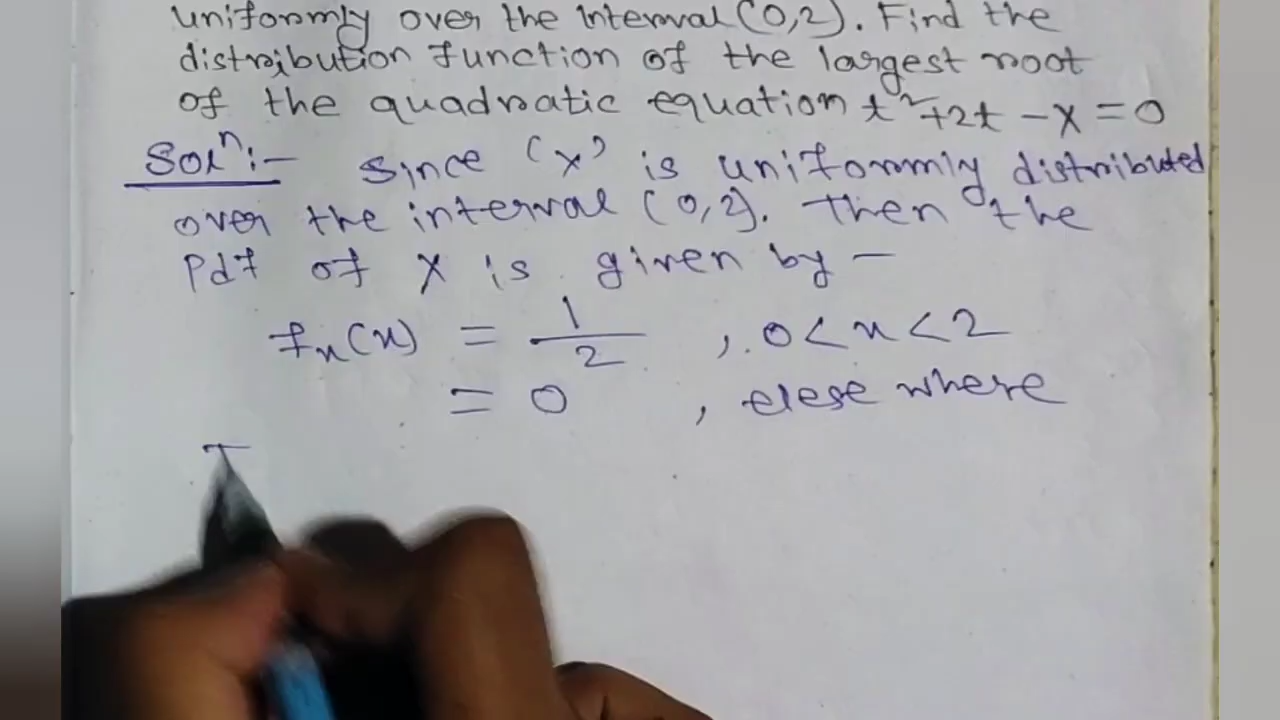 uniformly over the interval (0,2). Find the
distribution function of the largest root
of the quadratic equation t²+2t-x=0
Solⁿ:- Since 'x' is uniformly distributed
over the interval (0,2). Then the
Pdf of X is given by -
fₓ(x) = 1/2 , 0<x<2
= 0 , elese where
T